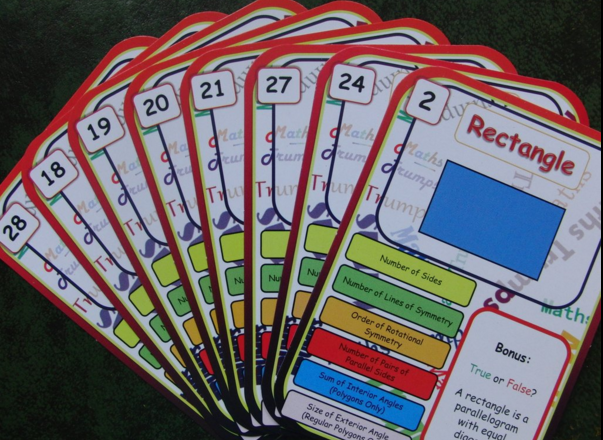 28
18
19
20
21
27
24
2
Rectangle
Maths
Trumps
Number of Sides
Number of Lines of Symmetry
Order of Rotational
Symmetry
Number of Pairs of
Parallel Sides
Sum of Interior Angles
(Polygons Only)
Size of Exterior Angle
(Regular Polygons
Bonus:
True or False?
A rectangle is a
parallelogram
with equal